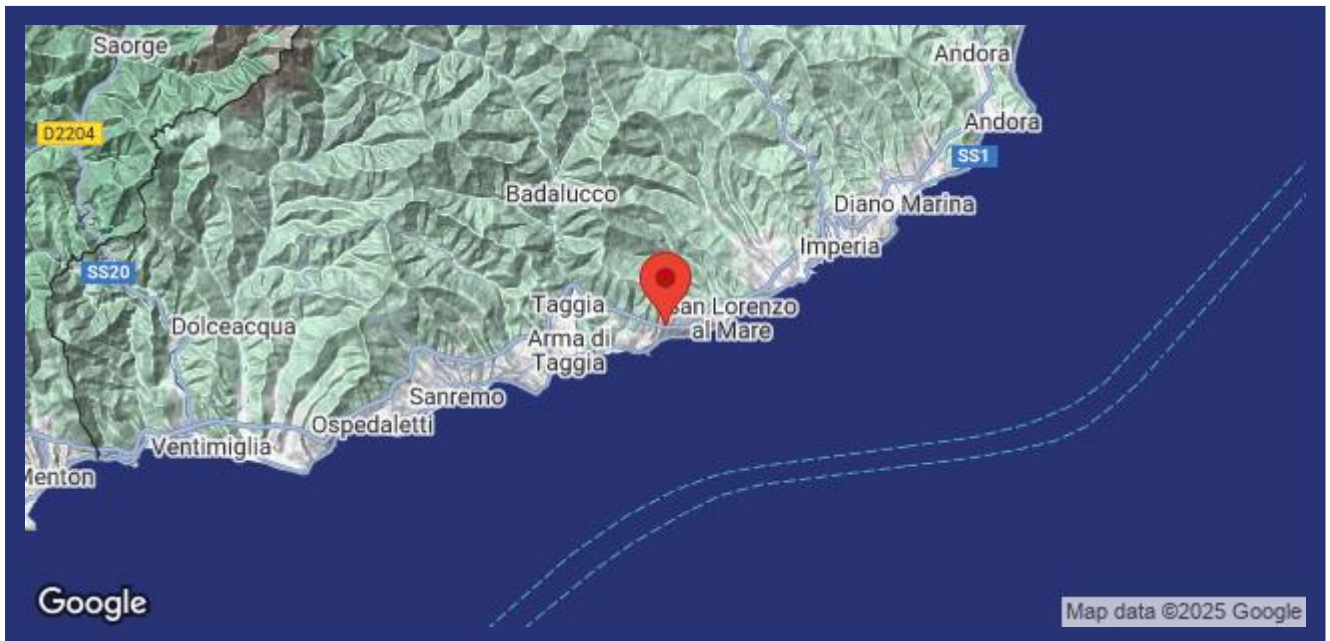 Saorge
Andora
D2204
Andora
SS1
Badalucco
Diano Marina
Imperia
SS20
Taggia
San Lorenzo
al Mare
Dolceacqua
Arma di
Taggia
Sanremo
Ospedaletti
Ventimiglia
Menton
Google
Map data ©2025 Google